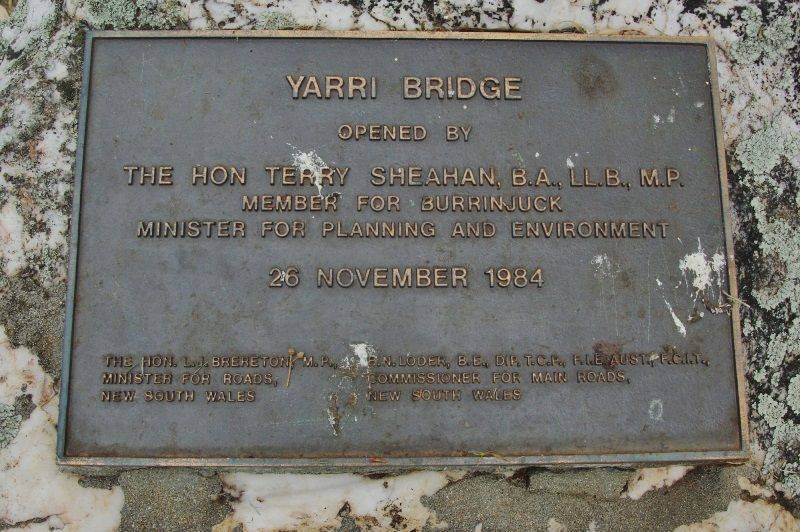 YARRI BRIDGE
OPENED BY
THE HON TERRY SHEAHAN, B.A., LL.B., M.P.
MEMBER FOR BURRINJUCK
MINISTER FOR PLANNING AND ENVIRONMENT
26 NOVEMBER 1984
THE HON. L.J. BRERETON, M.P.,
MINISTER FOR ROADS,
NEW SOUTH WALES
B.N. LODER, B.E., DIP. T.C.P., F.I.E. AUST., F.C.I.T.,
COMMISSIONER FOR MAIN ROADS,
NEW SOUTH WALES